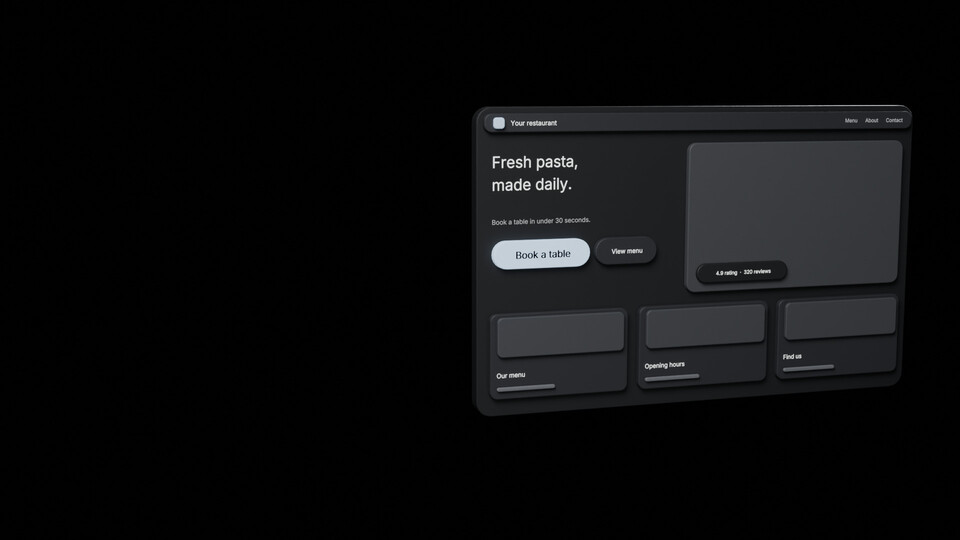 Your restaurant
Menu About Contact
Fresh pasta,
made daily.
Book a table in under 30 seconds.
Book a table
View menu
4.9 rating · 320 reviews
Our menu
Opening hours
Find us